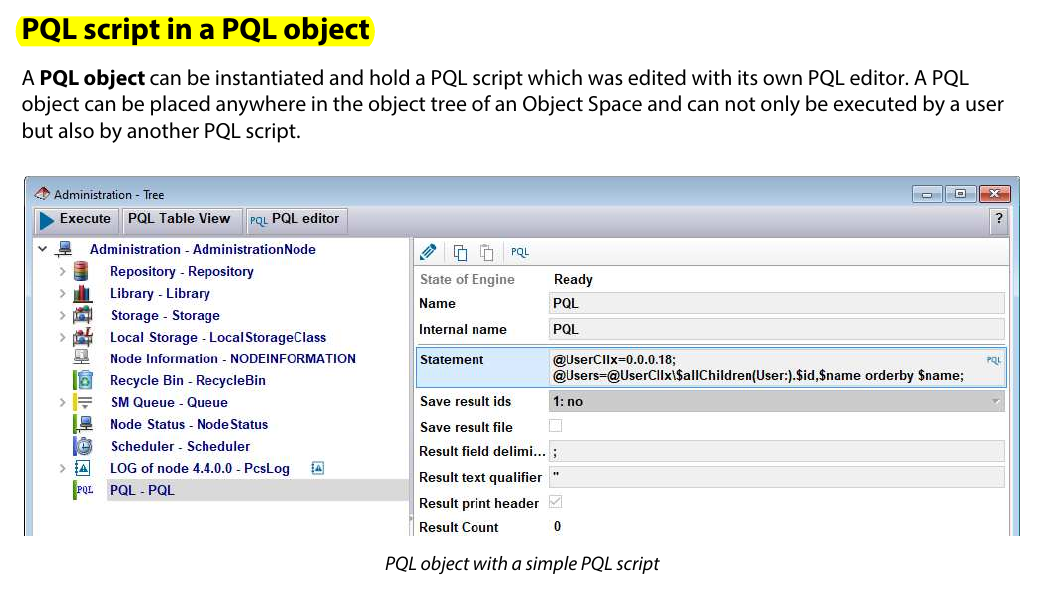 PQL script in a PQL object
A PQL object can be instantiated and hold a PQL script which was edited with its own PQL editor. A PQL
object can be placed anywhere in the object tree of an Object Space and can not only be executed by a user
but also by another PQL script.
Administration - Tree
Execute PQL Table View PQL PQL editor ?
Administration - AdministrationNode
Repository - Repository
Library - Library
Storage - Storage
Local Storage - LocalStorageClass
Node Information - NODEINFORMATION
Recycle Bin - RecycleBin
SM Queue - Queue
Node Status - NodeStatus
Scheduler - Scheduler
LOG of node 4.4.0.0 - PcsLog
PQL PQL - PQL
PQL
State of Engine Ready
Name PQL
Internal name PQL
Statement @UserClIx=0.0.0.18; PQL
@Users=@UserClIx\$allChildren(User:).$id,$name orderby $name;
Save result ids 1: no
Save result file
Result field delimi... ;
Result text qualifier "
Result print header
Result Count 0
PQL object with a simple PQL script